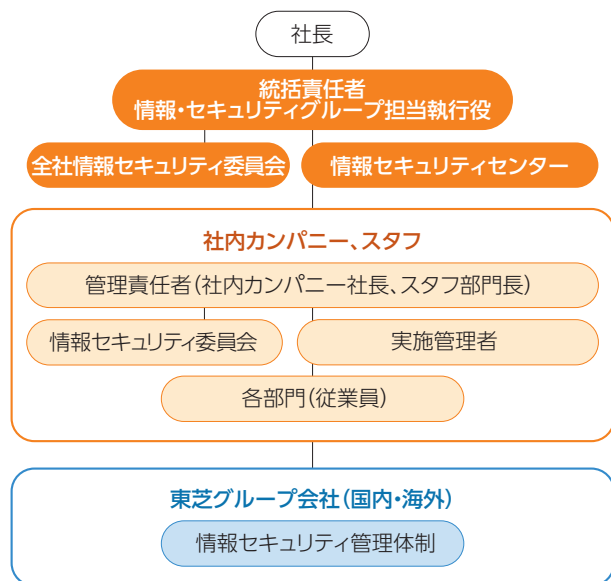 社長
統括責任者
情報・セキュリティグループ担当執行役
全社情報セキュリティ委員会
情報セキュリティセンター
社内カンパニー、スタフ
管理責任者(社内カンパニー社長、スタフ部門長)
情報セキュリティ委員会
実施管理者
各部門(従業員)
東芝グループ会社(国内・海外)
情報セキュリティ管理体制